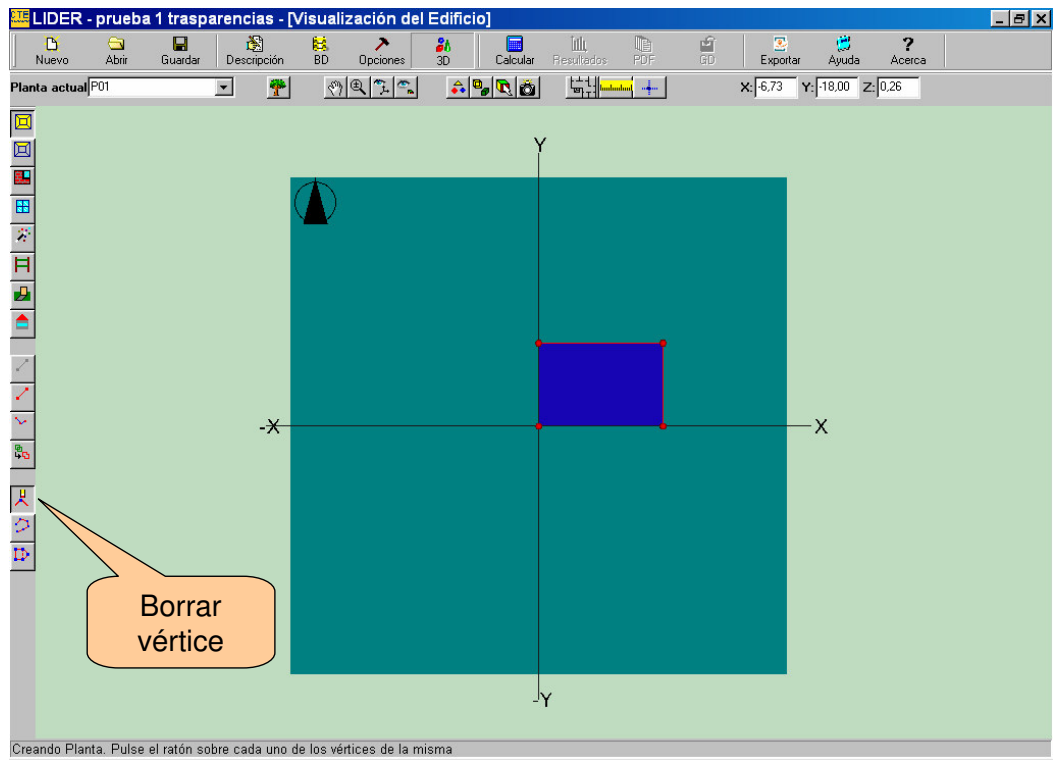 CTE
LIDER - prueba 1 trasparencias - [Visualización del Edificio]
Nuevo Abrir Guardar Descripción BD Opciones 3D Calcular Resultados PDF GD Exportar Ayuda Acerca
Planta actual P01 X: -6,73 Y: -18,00 Z: 0,26
Y
-X X
Borrar
vértice
-Y
Creando Planta. Pulse el ratón sobre cada uno de los vértices de la misma